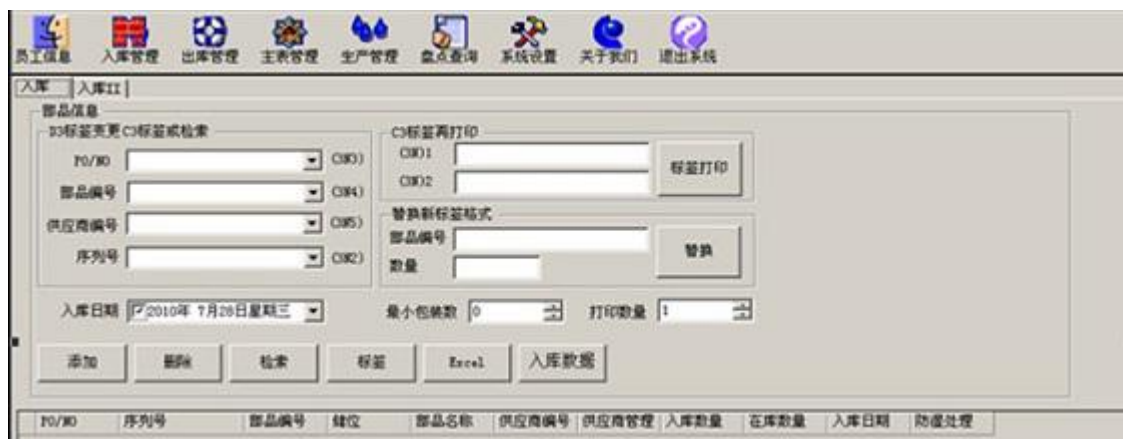 员工信息 入库管理 出库管理 主表管理 生产管理 盘点查询 系统设置 关于我们 退出系统
入库 入库II
部品信息
D3标签变更C3标签或检索
PO/NO (3N3)
部品编号 (3N4)
供应商编号 (3N5)
序列号 (3N2)
C3标签再打印
C3N)1
C3N)2
标签打印
替换新标签格式
部品编号
数量
替换
入库日期 2010年 7月28日星期三 最小包装数 0 打印数量 1
添加 删除 检索 标签 Excel 入库数据
PO/NO 序列号 部品编号 储位 部品名称 供应商编号 供应商管理 入库数量 在库数量 入库日期 防湿处理